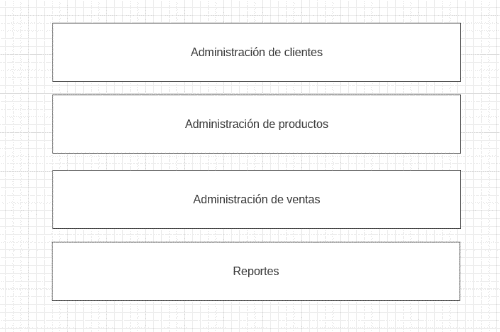 Administración de clientes
Administración de productos
Administración de ventas
Reportes